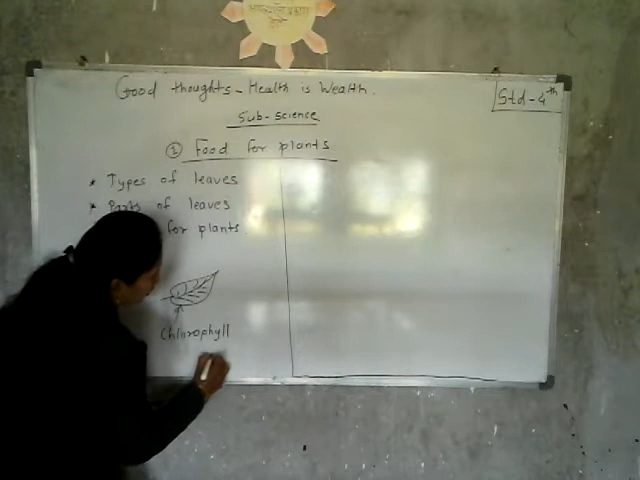 Good thoughts - Health is Wealth.
Std - 4th
Sub - science
① Food for plants
* Types of leaves
* Parts of leaves
for plants
Chlorophyll